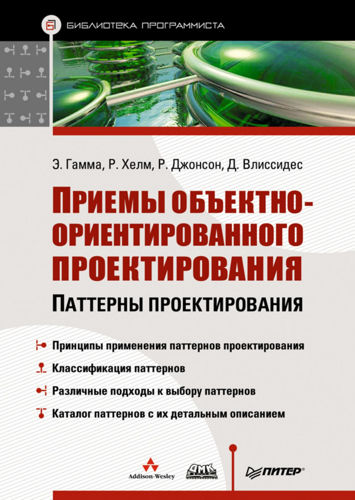 БИБЛИОТЕКА ПРОГРАММИСТА
Э. Гамма, Р. Хелм, Р. Джонсон, Д. Влиссидес
ПРИЕМЫ ОБЪЕКТНО-
ОРИЕНТИРОВАННОГО
ПРОЕКТИРОВАНИЯ
ПАТТЕРНЫ ПРОЕКТИРОВАНИЯ
Принципы применения паттернов проектирования
Классификация паттернов
Различные подходы к выбору паттернов
Каталог паттернов с их детальным описанием
Addison-Wesley
ДМК
ПИТЕР®